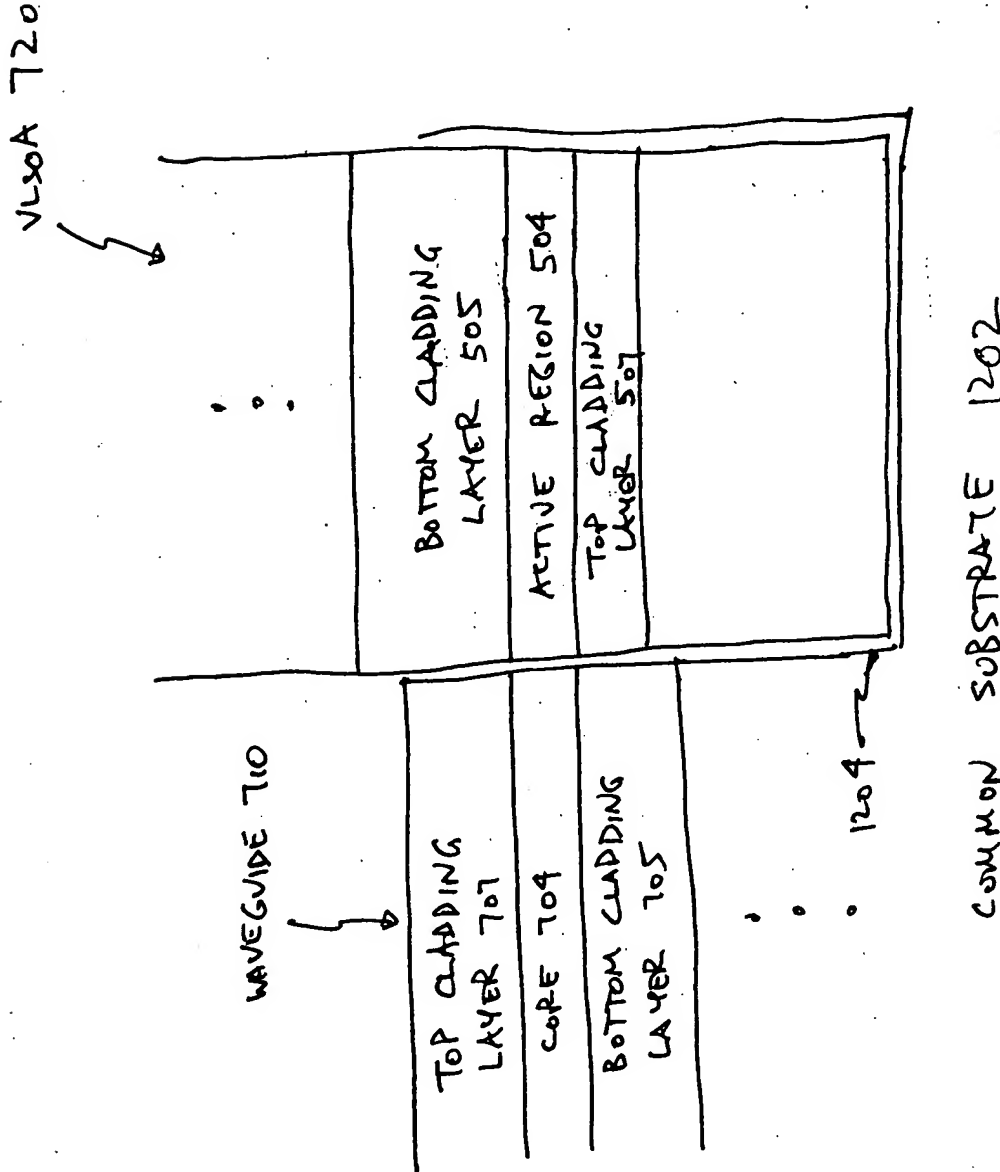 VLSOA 720
WAVEGUIDE 710
TOP CLADDING
LAYER 707
CORE 704
BOTTOM CLADDING
LAYER 705
BOTTOM CLADDING
LAYER 505
ACTIVE REGION 504
TOP CLADDING
LAYER 507
1204
COMMON SUBSTRATE 1202